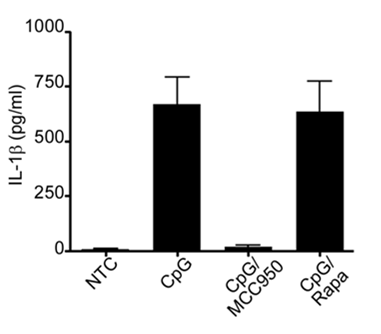 1000
750
500
250
0
IL-1β (pg/ml)
NTC
CpG
CpG/
MCC950
CpG/
Rapa